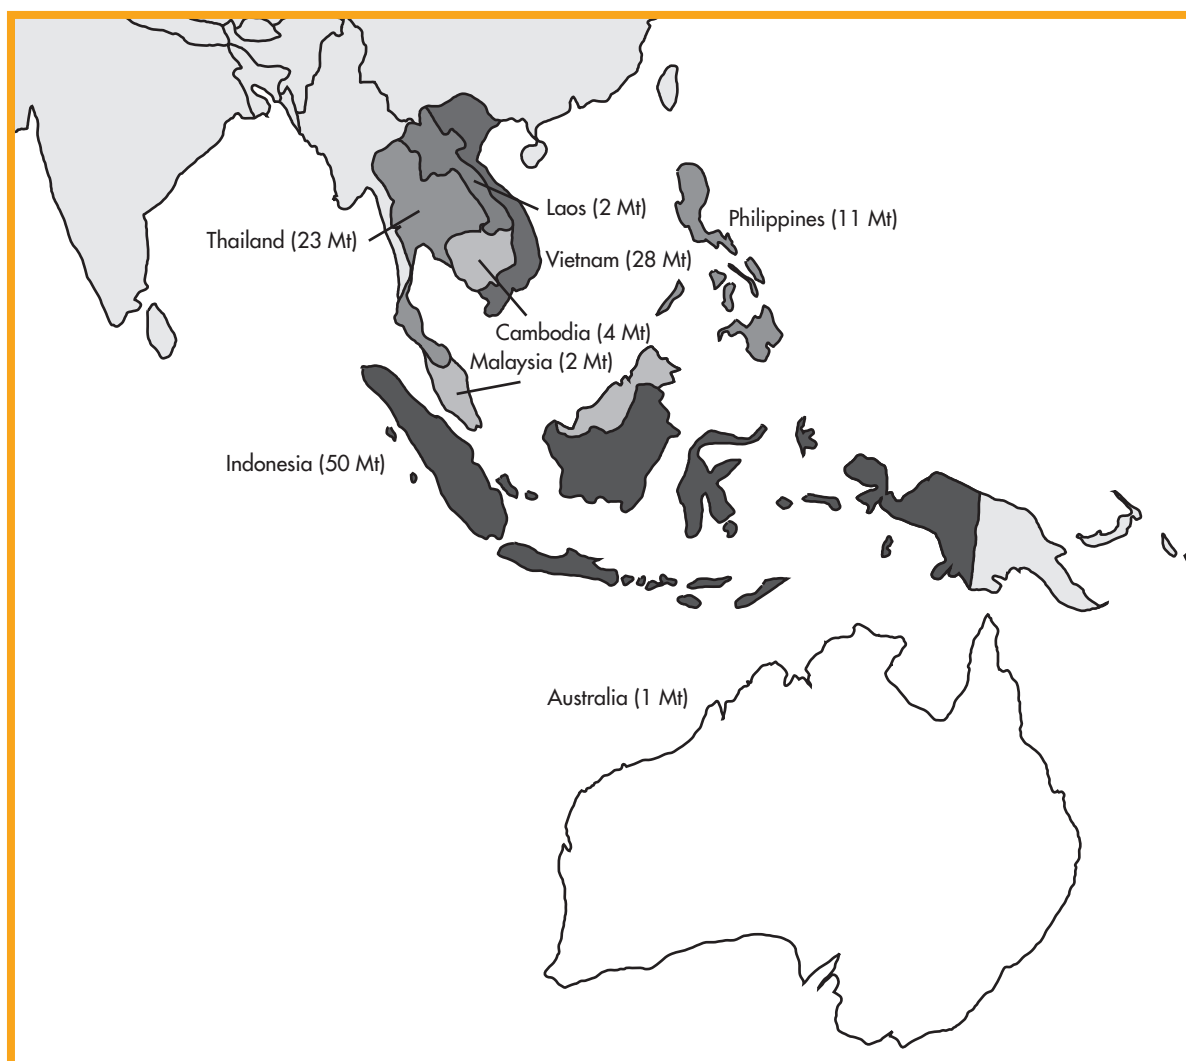 Laos (2 Mt)
Philippines (11 Mt)
Thailand (23 Mt)
Vietnam (28 Mt)
Cambodia (4 Mt)
Malaysia (2 Mt)
Indonesia (50 Mt)
Australia (1 Mt)